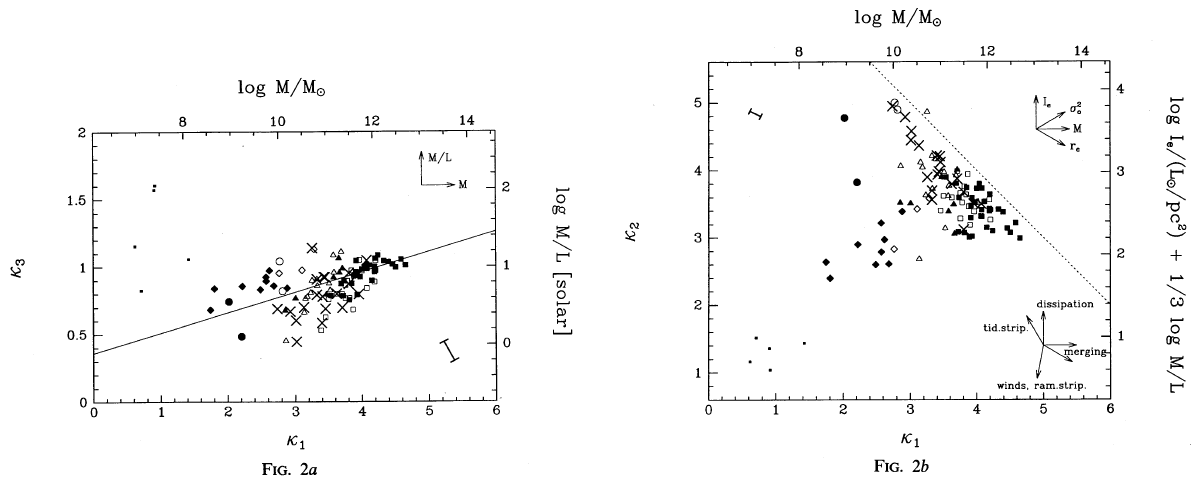 log M/M⊙
8 10 12 14
2
1.5
1
0.5
0
κ3
M/L
M
2
1
0
log M/L [solar]
0 1 2 3 4 5 6
κ1
FIG. 2a
log M/M⊙
8 10 12 14
5
4
3
2
1
κ2
Ie
σo²
M
re
4
3
2
1
log Ie/(L⊙/pc²) + 1/3 log M/L
dissipation
tid.strip.
merging
winds, ram.strip.
0 1 2 3 4 5 6
κ1
FIG. 2b